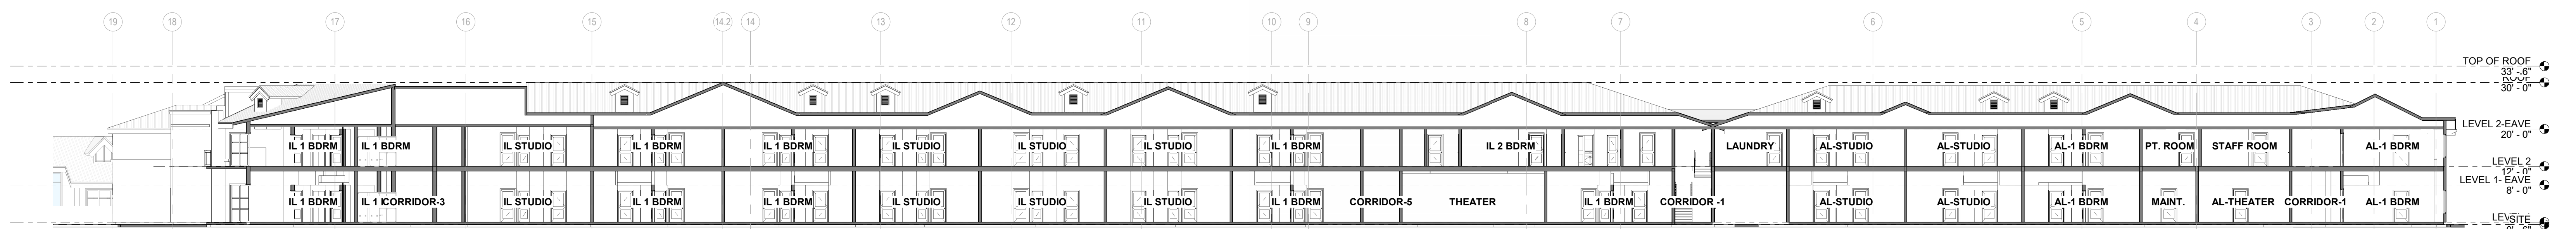 19 18 17 16 15 14.2 14 13 12 11 10 9 8 7 6 5 4 3 2 1
TOP OF ROOF
33' - 6"
ROOF
30' - 0"
LEVEL 2-EAVE
20' - 0"
IL 1 BDRM IL 1 BDRM IL STUDIO IL 1 BDRM IL 1 BDRM IL STUDIO IL STUDIO IL STUDIO IL 1 BDRM IL 2 BDRM LAUNDRY AL-STUDIO AL-STUDIO AL-1 BDRM PT. ROOM STAFF ROOM AL-1 BDRM
LEVEL 2
12' - 0"
LEVEL 1- EAVE
8' - 0"
IL 1 BDRM IL 1 CORRIDOR-3 IL STUDIO IL 1 BDRM IL 1 BDRM IL STUDIO IL STUDIO IL STUDIO IL 1 BDRM CORRIDOR-5 THEATER IL 1 BDRM CORRIDOR -1 AL-STUDIO AL-STUDIO AL-1 BDRM MAINT. AL-THEATER CORRIDOR-1 AL-1 BDRM
SITE